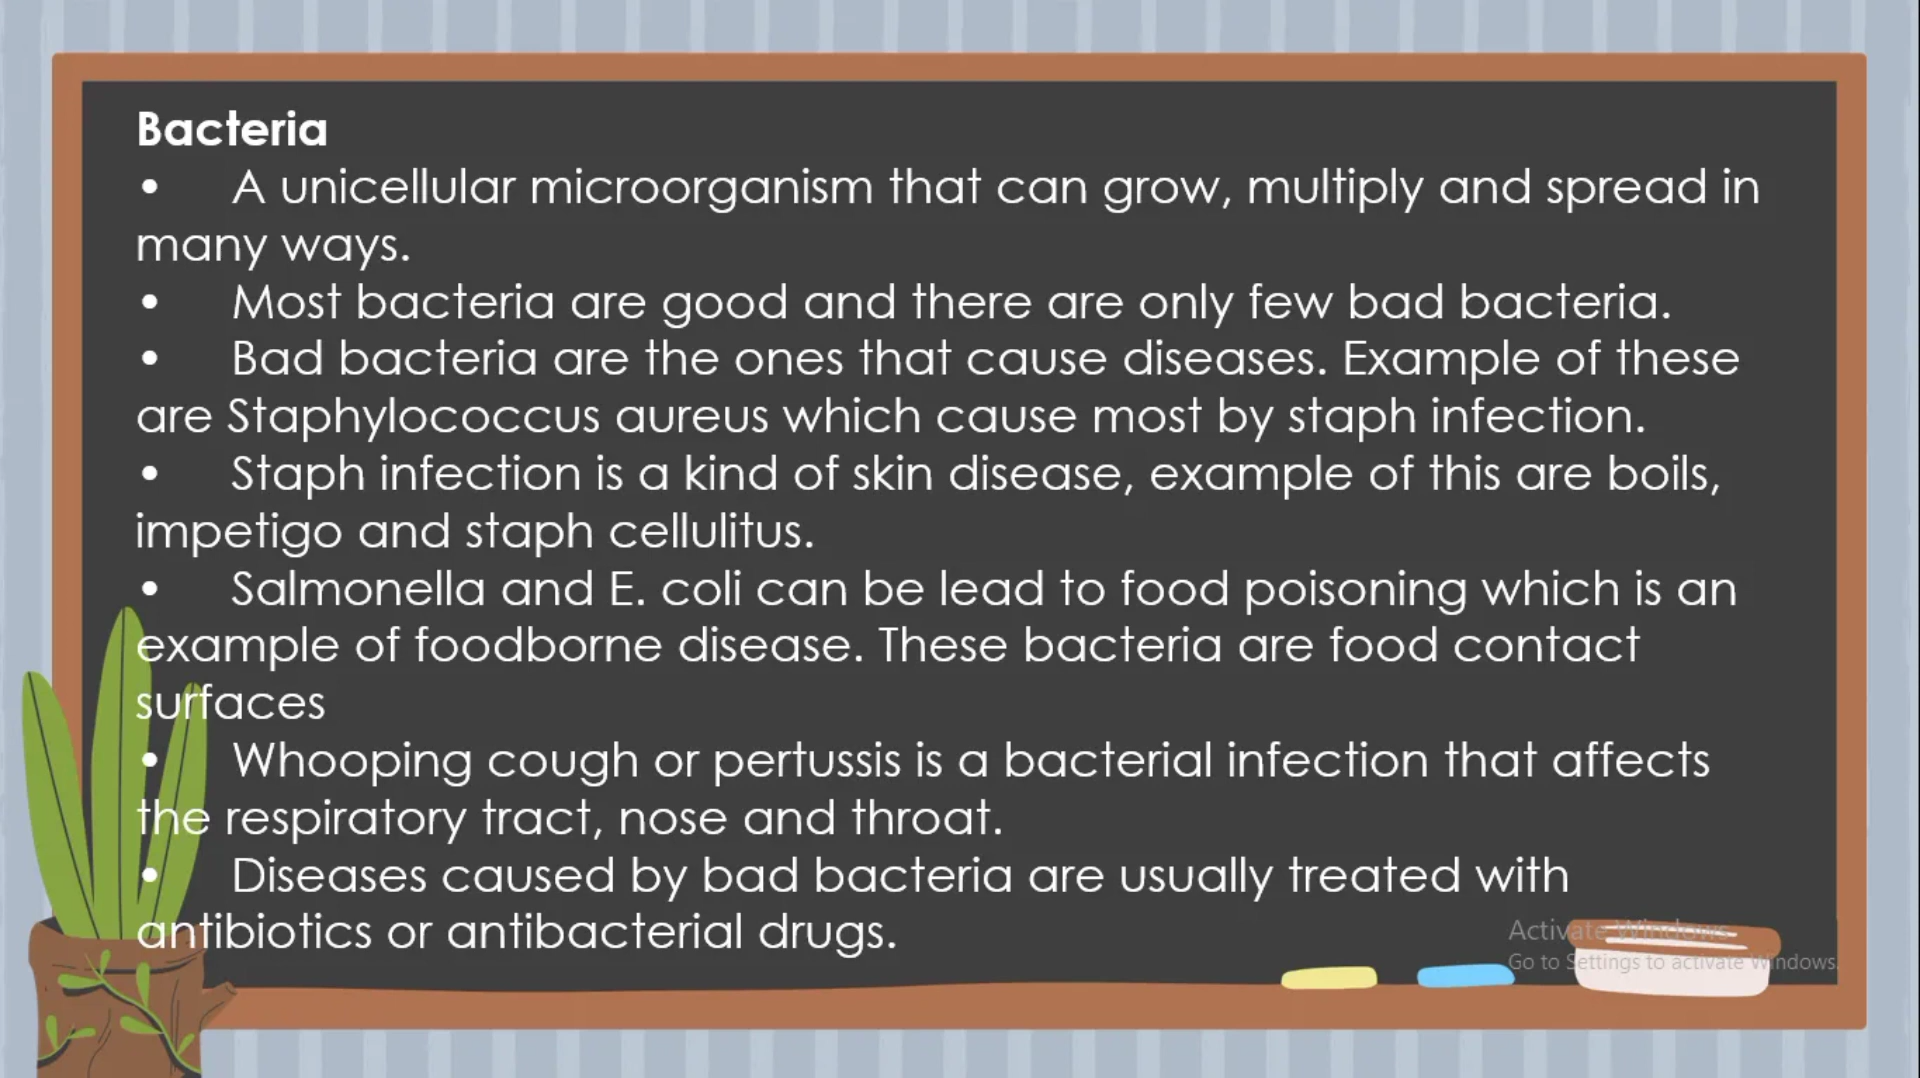 Bacteria
• A unicellular microorganism that can grow, multiply and spread in
many ways.
• Most bacteria are good and there are only few bad bacteria.
• Bad bacteria are the ones that cause diseases. Example of these
are Staphylococcus aureus which cause most by staph infection.
• Staph infection is a kind of skin disease, example of this are boils,
impetigo and staph cellulitus.
• Salmonella and E. coli can be lead to food poisoning which is an
example of foodborne disease. These bacteria are food contact
surfaces
• Whooping cough or pertussis is a bacterial infection that affects
the respiratory tract, nose and throat.
• Diseases caused by bad bacteria are usually treated with
antibiotics or antibacterial drugs.
Activate Windows
Go to Settings to activate Windows.